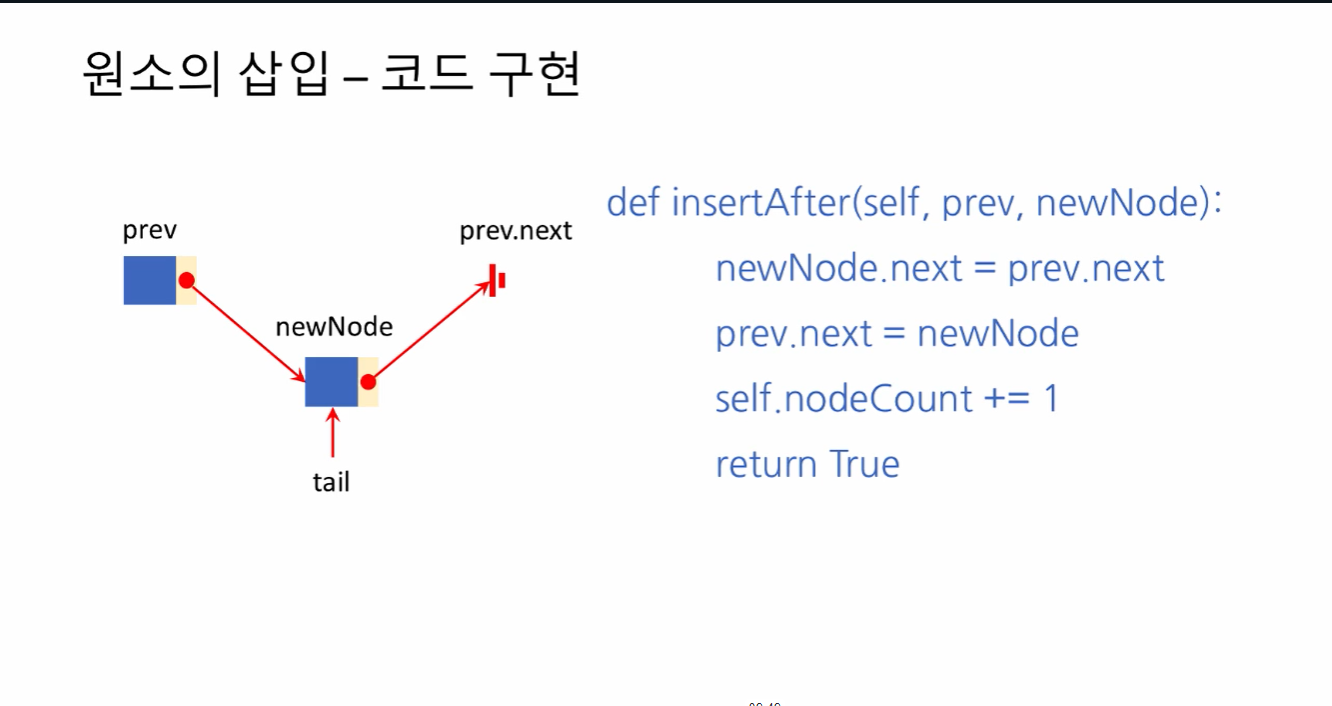 원소의 삽입 – 코드 구현
prev
prev.next
newNode
tail
def insertAfter(self, prev, newNode):
newNode.next = prev.next
prev.next = newNode
self.nodeCount += 1
return True